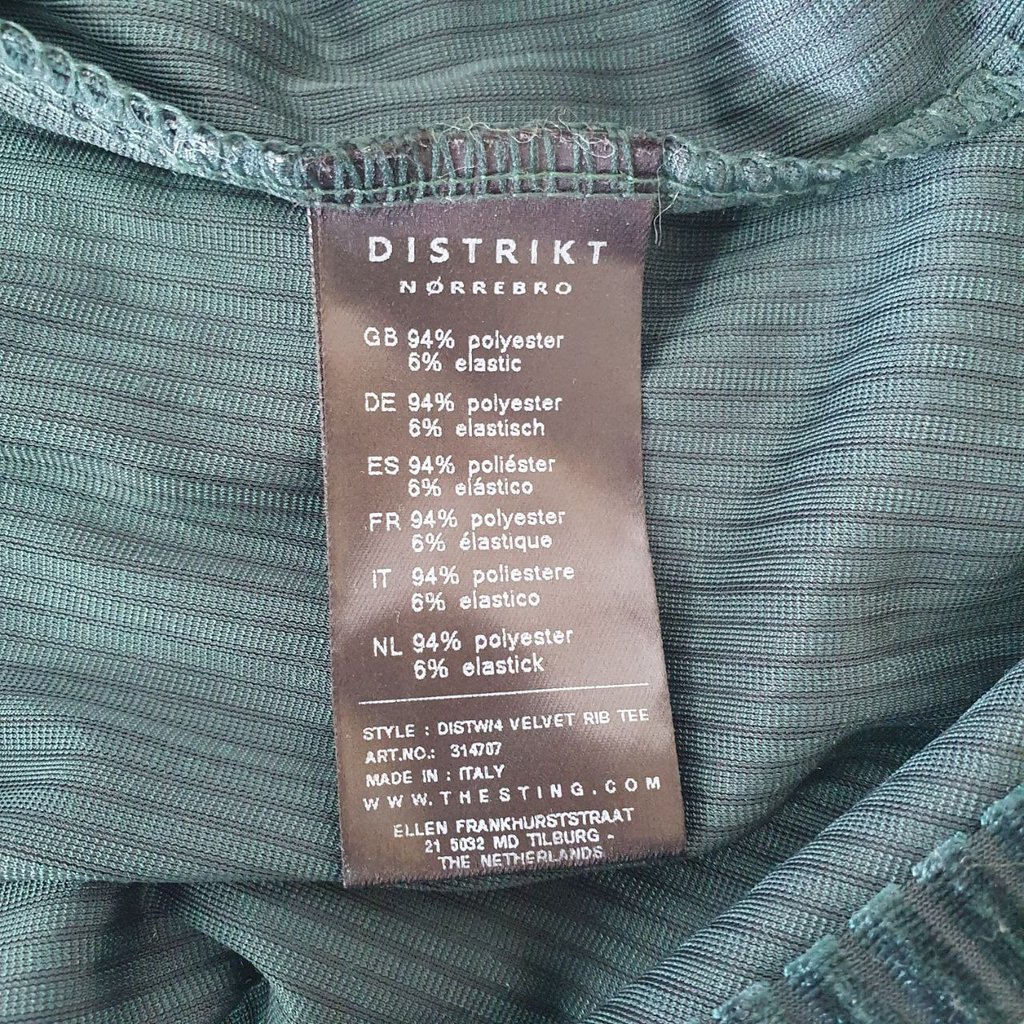 DISTRIKT
NØRREBRO
GB 94% polyester
6% elastic
DE 94% polyester
6% elastisch
ES 94% poliéster
6% elástico
FR 94% polyester
6% élastique
IT 94% poliestere
6% elastico
NL 94% polyester
6% elastick
STYLE : DISTW14 VELVET RIB TEE
ART.NO.: 314707
MADE IN : ITALY
WWW.THESTING.COM
ELLEN FRANKHURSTSTRAAT
21 5032 MD TILBURG -
THE NETHERLANDS